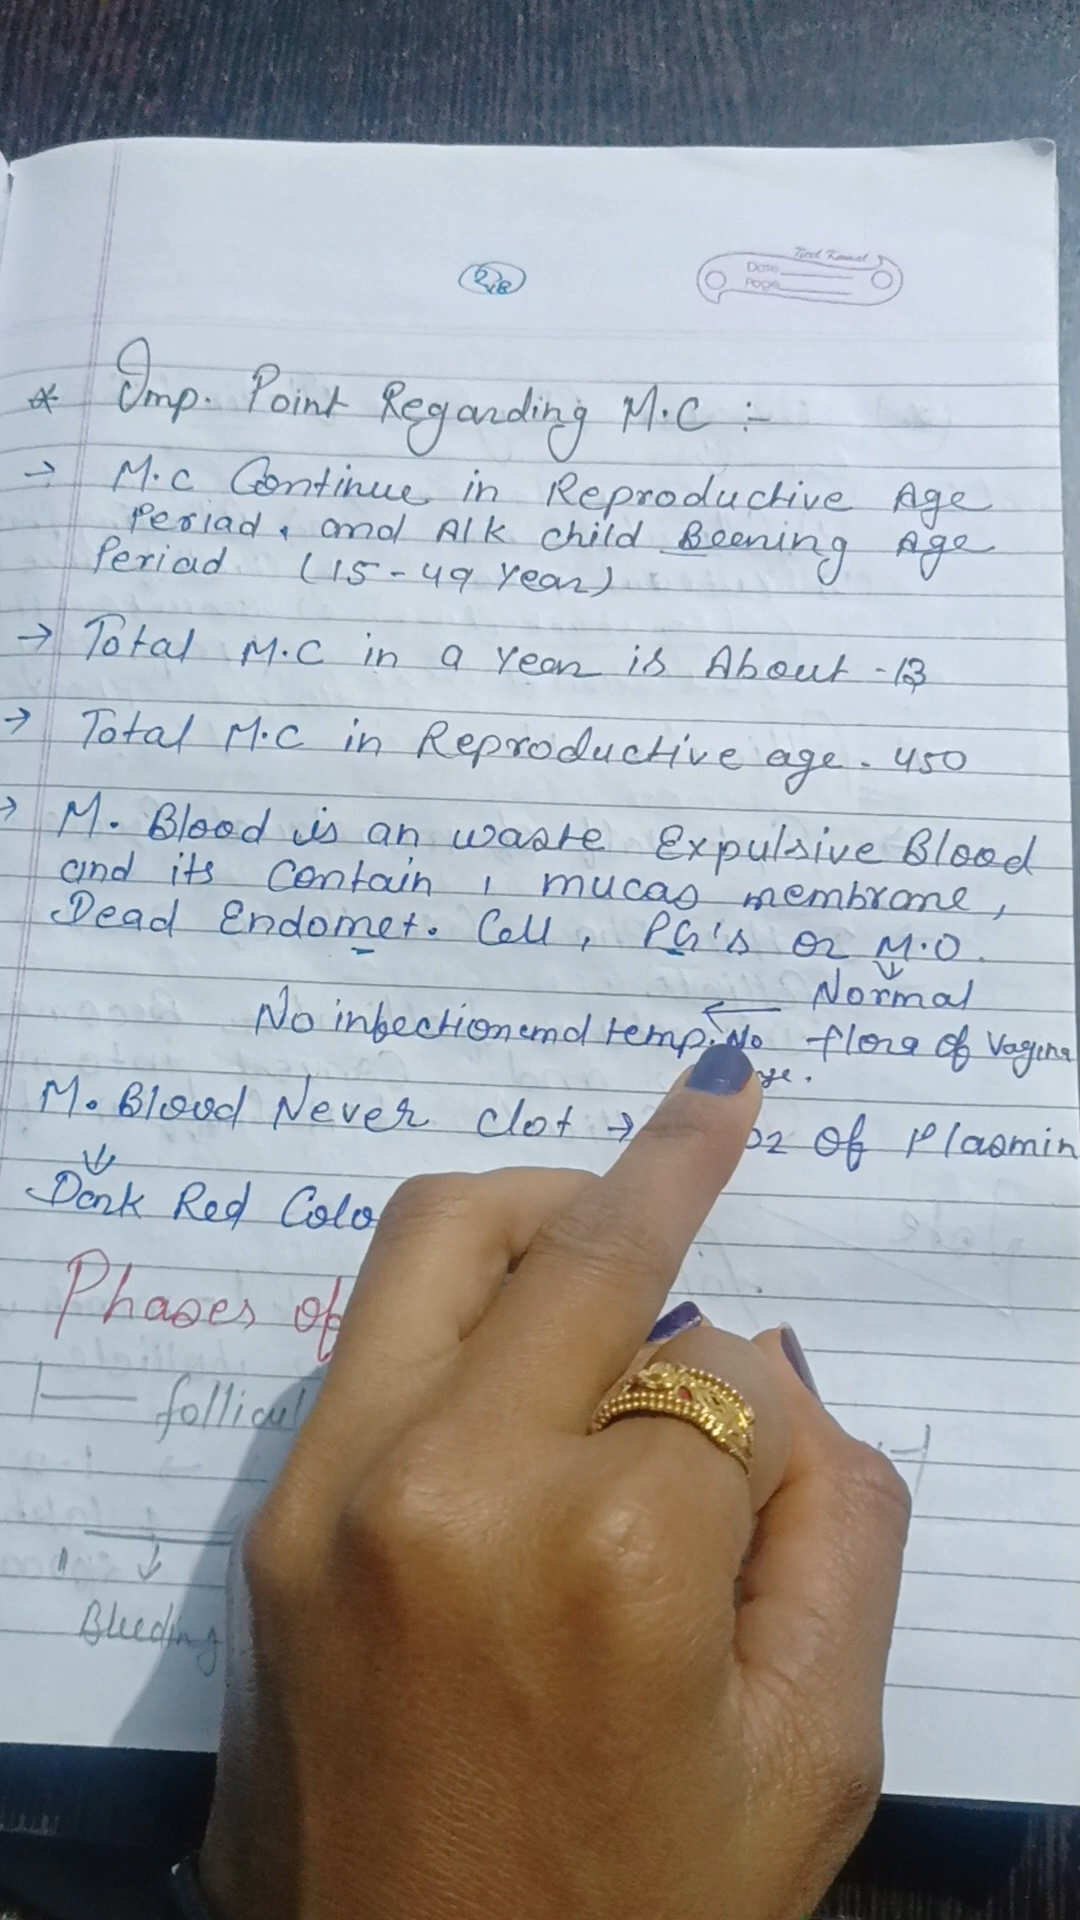 28
Date
Page
* Imp. Point Regarding M.C :-
→ M.C Continue in Reproductive Age
Periad, and AlK child Beening Age
Periad (15-49 Year)
→ Total M.C in a Year is About -13
→ Total M.C in Reproductive age. 450
→ M. Blood is an waste Expulsive Blood
and its Contain, mucas membrane,
Dead Endomet. Cell, PG's or M.O.
Normal
No infection and temp. No flora of Vagina
M. Blood Never clot → of Plasmin
Dark Red Colo
Phases of
Bleeding